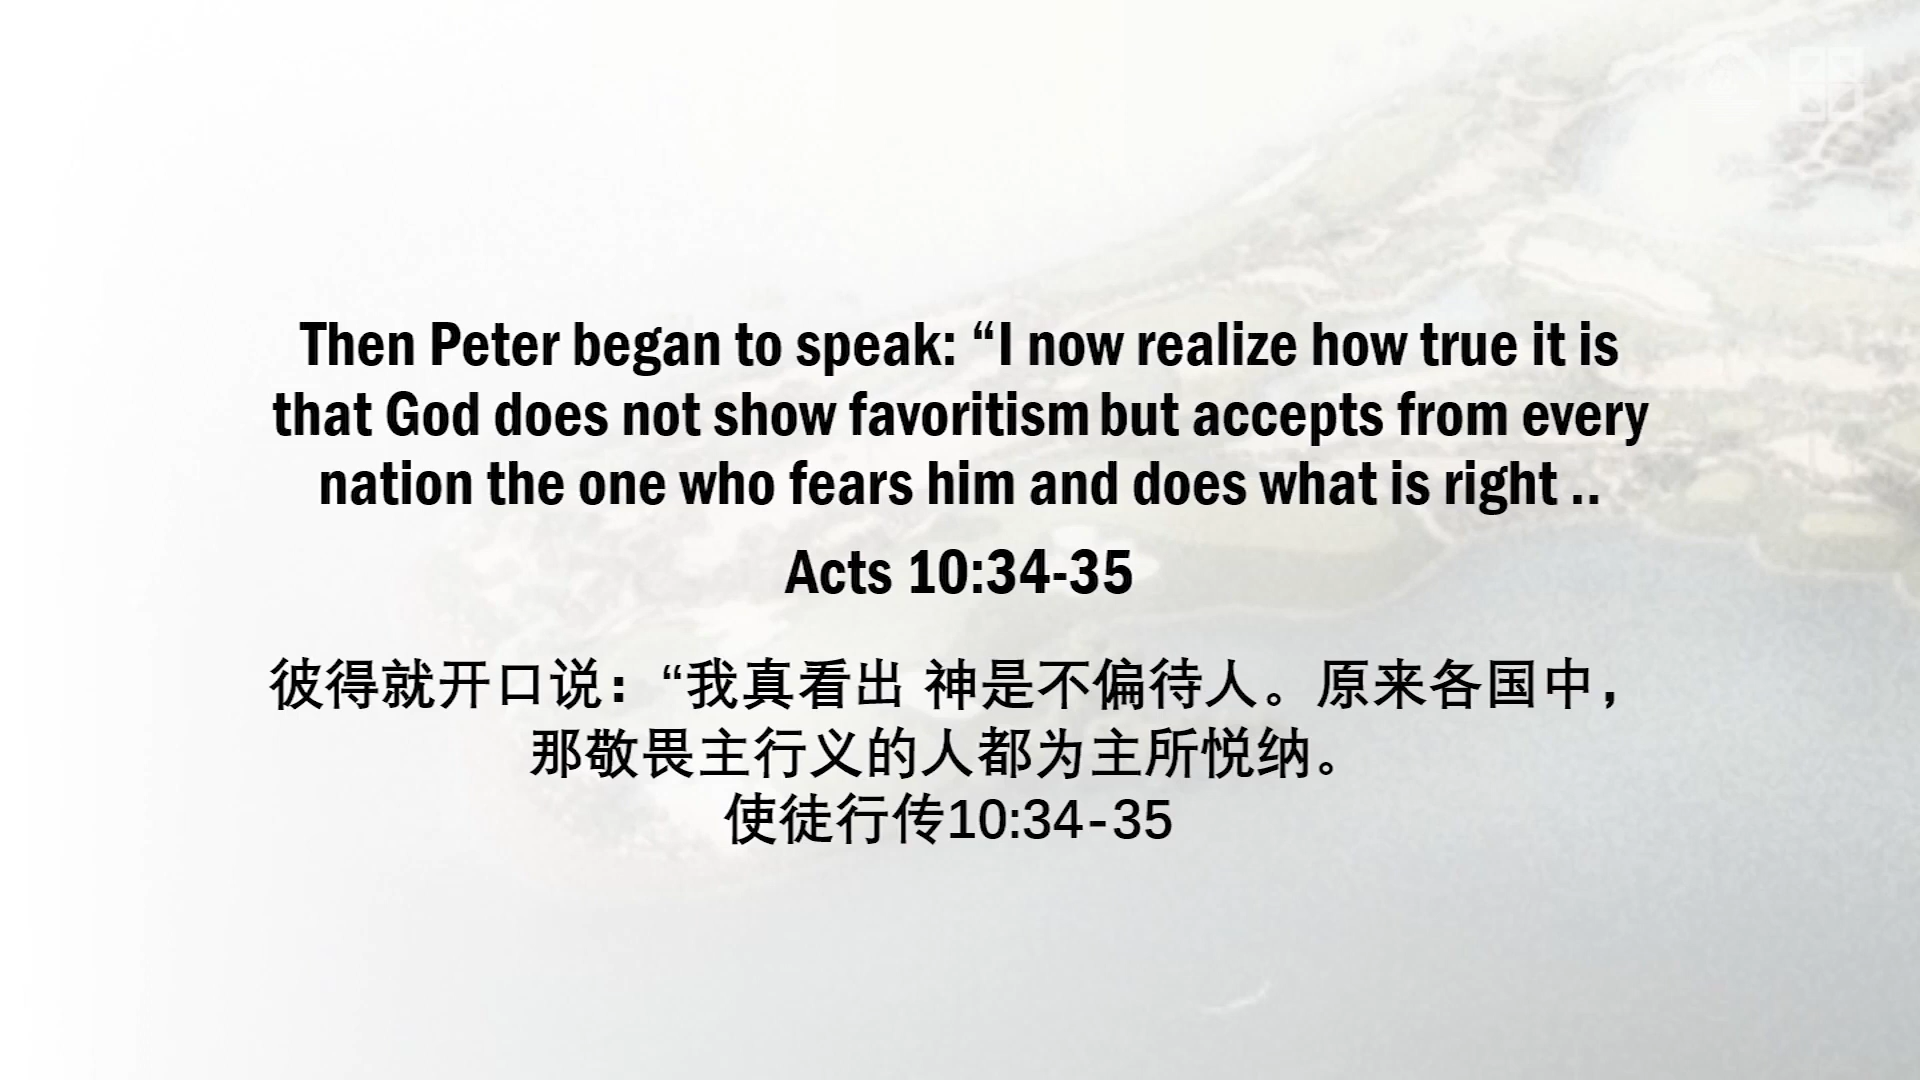 Then Peter began to speak: “I now realize how true it is
that God does not show favoritism but accepts from every
nation the one who fears him and does what is right ..
Acts 10:34-35
彼得就开口说：“我真看出 神是不偏待人。原来各国中，
那敬畏主行义的人都为主所悦纳。
使徒行传10:34-35